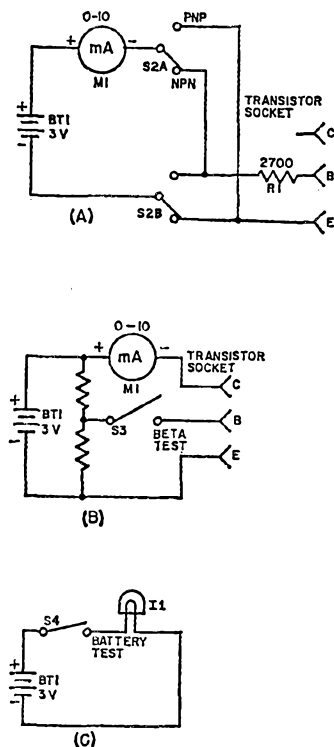 0-10
PNP
+ mA -
S2A
M1
NPN
TRANSISTOR
SOCKET
+
BT1
3V
-
C
2700
B
R1
(A)
S2B
E
0-10
+ mA -
TRANSISTOR
SOCKET
M1
C
+
BT1
3V
-
S3
BETA
TEST
B
E
(B)
S4
I1
BATTERY
TEST
+
BT1
3V
-
(C)